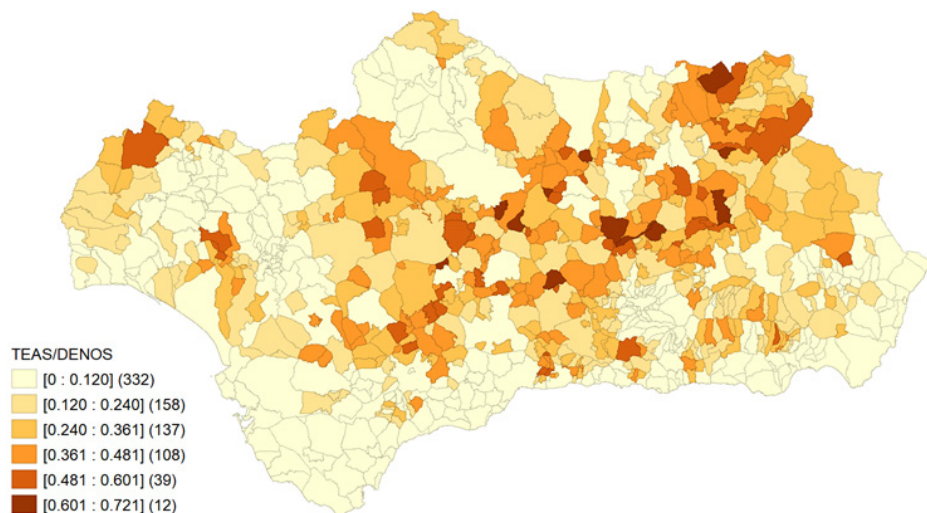 TEAS/DENOS
[0 : 0.120] (332)
[0.120 : 0.240] (158)
[0.240 : 0.361] (137)
[0.361 : 0.481] (108)
[0.481 : 0.601] (39)
[0.601 : 0.721] (12)